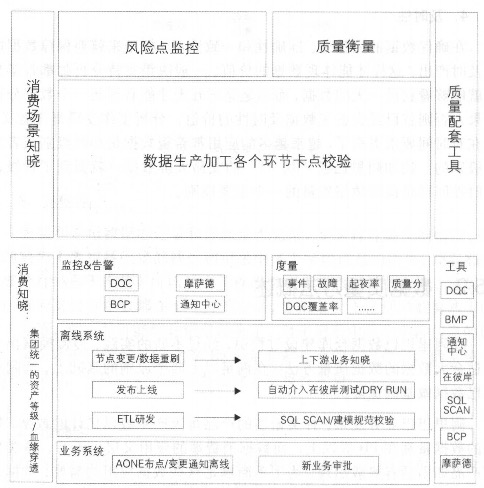 消费场景知晓
风险点监控
质量衡量
数据生产加工各个环节卡点校验
质量配套工具
消费知晓：
集团统一的资产等级/血缘穿透
监控&告警
DQC
摩萨德
BCP
通知中心
度量
事件
故障
起夜率
质量分
DQC覆盖率
……
离线系统
节点变更/数据重刷
上下游业务知晓
发布上线
自动介入在彼岸测试/DRY RUN
ETL研发
SQL SCAN/建模规范校验
业务系统
AONE布点/变更通知离线
新业务审批
工具
DQC
BMP
通知
中心
在彼岸
SQL
SCAN
BCP
摩萨德